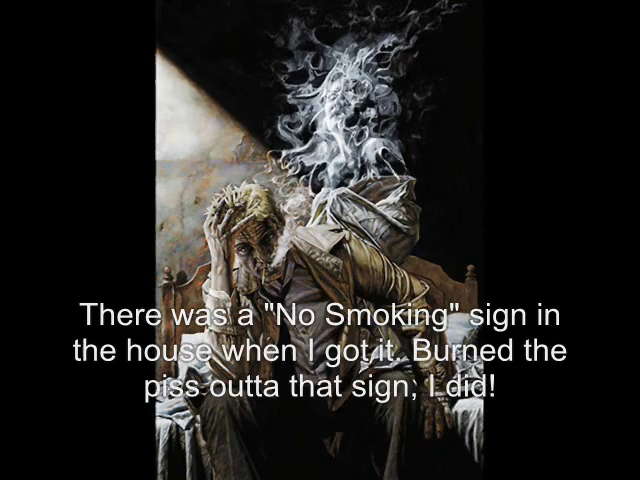 There was a "No Smoking" sign in
the house when I got it. Burned the
piss outta that sign, I did!